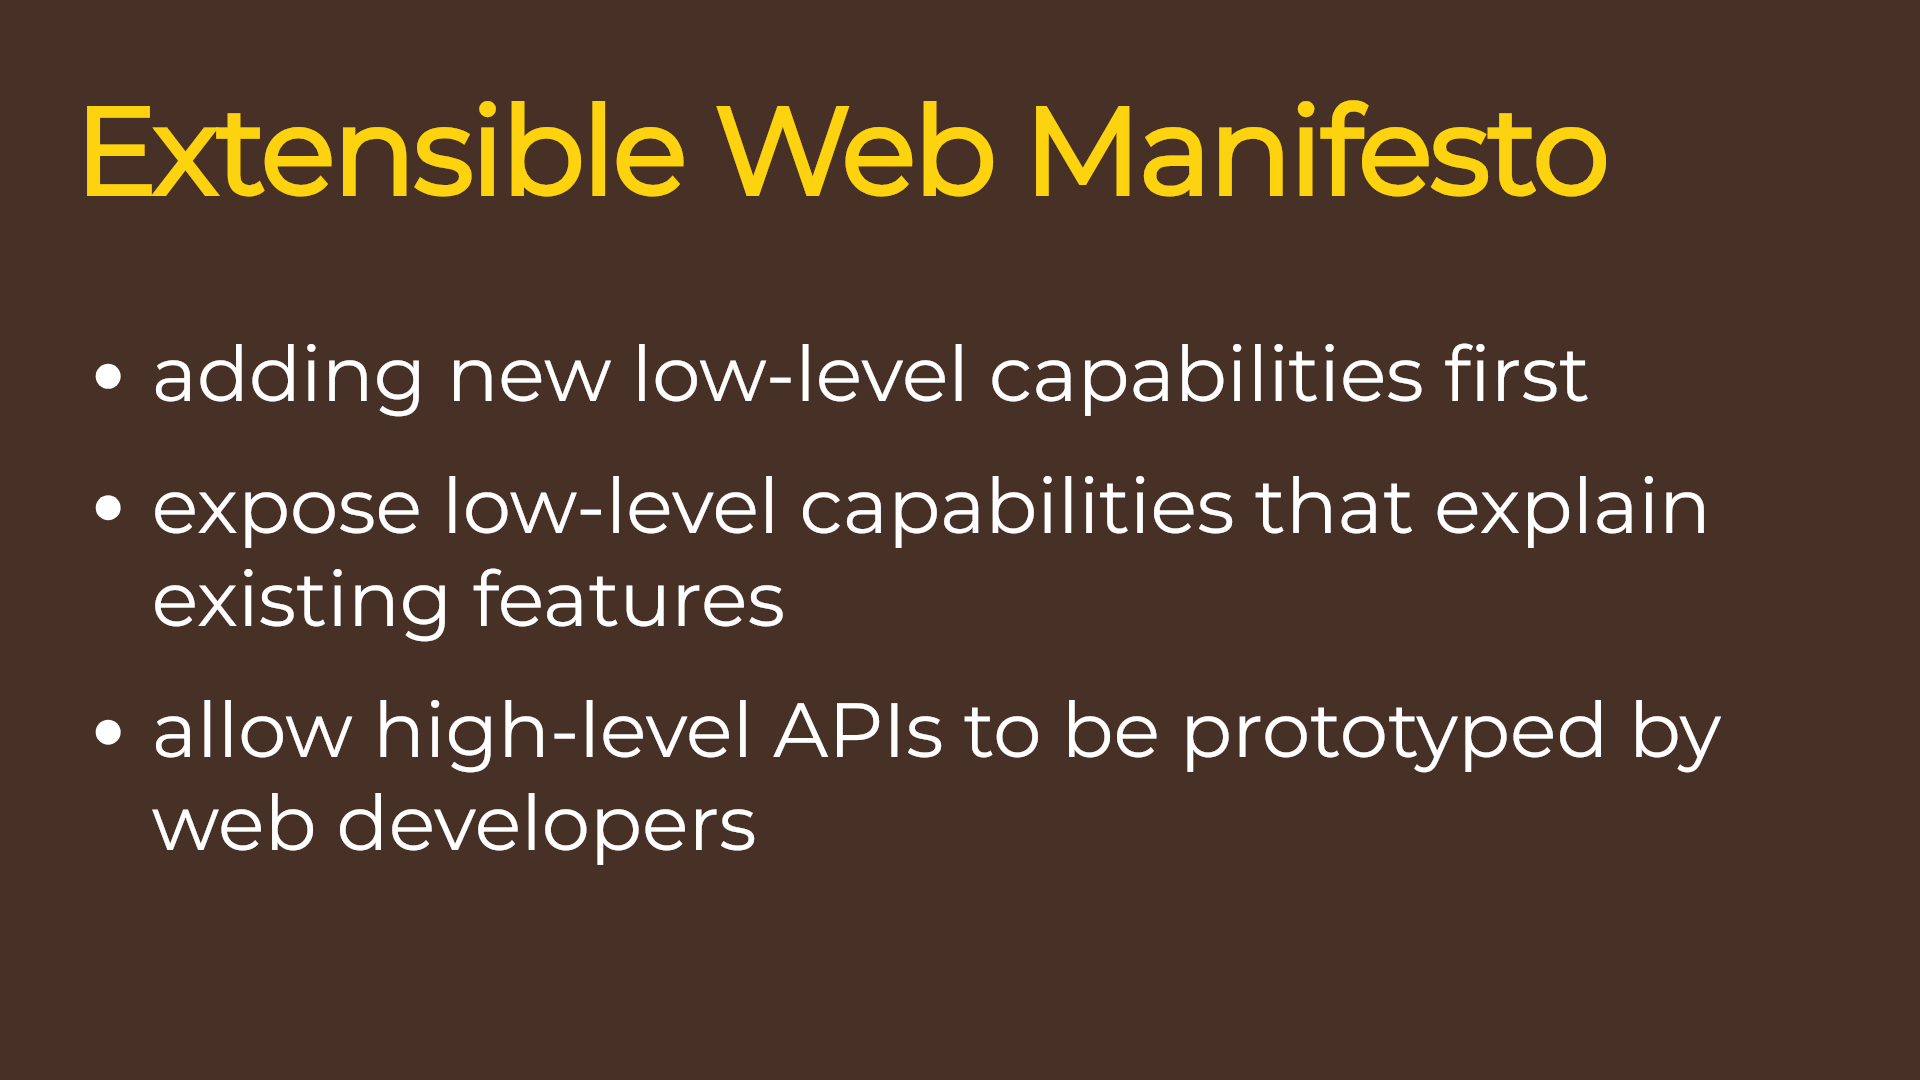 Extensible Web Manifesto
• adding new low-level capabilities first
• expose low-level capabilities that explain
existing features
• allow high-level APIs to be prototyped by
web developers